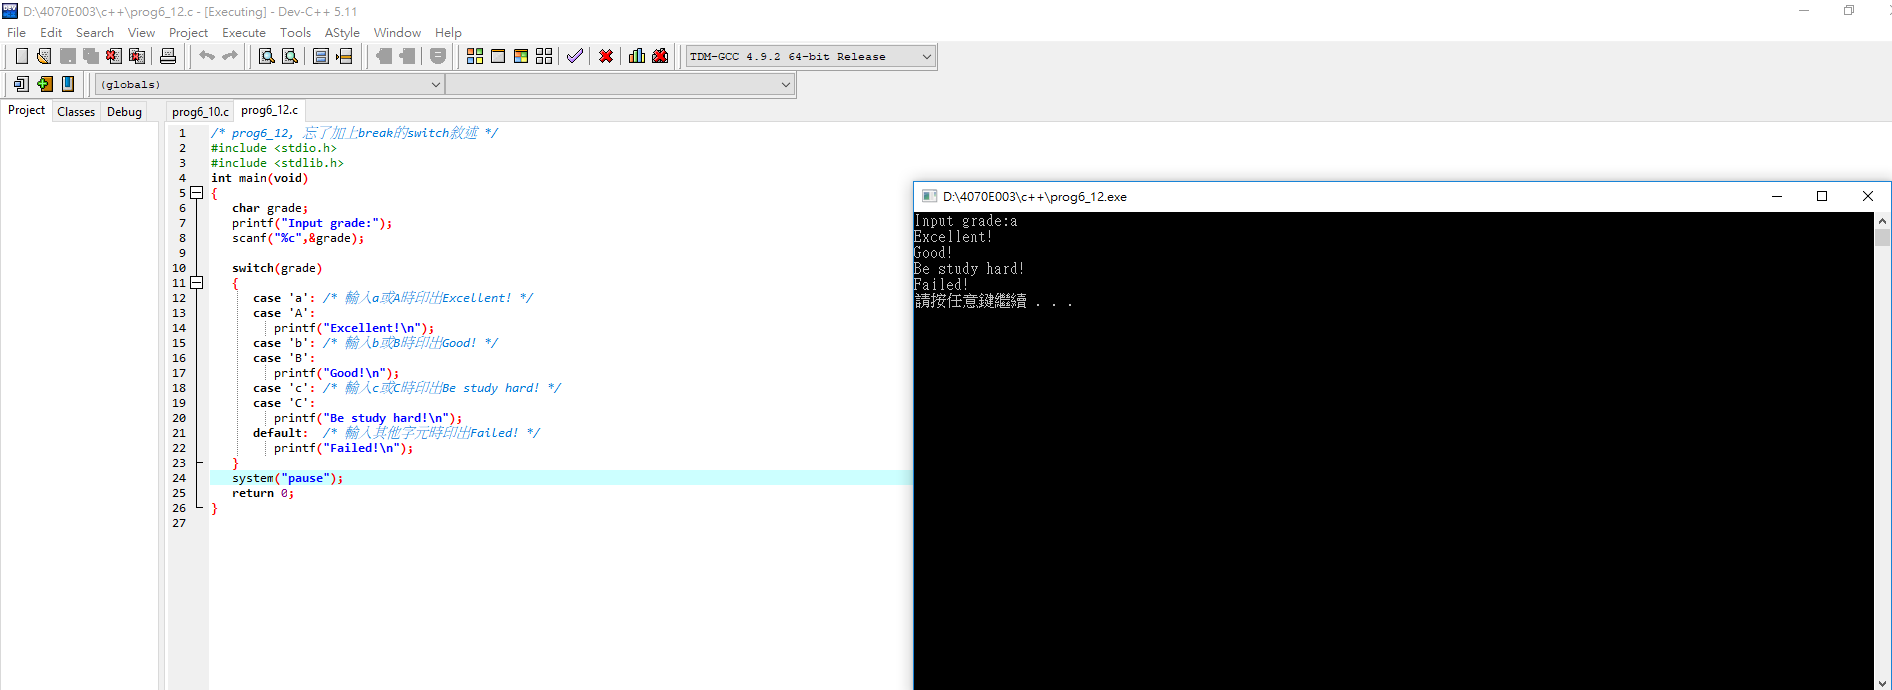 D:\4070E003\c++\prog6_12.c - [Executing] - Dev-C++ 5.11
File Edit Search View Project Execute Tools AStyle Window Help
TDM-GCC 4.9.2 64-bit Release
(globals)
Project Classes Debug
prog6_10.c prog6_12.c
1 /* prog6_12, 忘了加上break的switch敘述 */
2 #include <stdio.h>
3 #include <stdlib.h>
4 int main(void)
5 {
6 char grade;
7 printf("Input grade:");
8 scanf("%c",&grade);
9
10 switch(grade)
11 {
12 case 'a': /* 輸入a或A時印出Excellent! */
13 case 'A':
14 printf("Excellent!\n");
15 case 'b': /* 輸入b或B時印出Good! */
16 case 'B':
17 printf("Good!\n");
18 case 'c': /* 輸入c或C時印出Be study hard! */
19 case 'C':
20 printf("Be study hard!\n");
21 default: /* 輸入其他字元時印出Failed! */
22 printf("Failed!\n");
23 }
24 system("pause");
25 return 0;
26 }
27
D:\4070E003\c++\prog6_12.exe
Input grade:a
Excellent!
Good!
Be study hard!
Failed!
請按任意鍵繼續 . . .